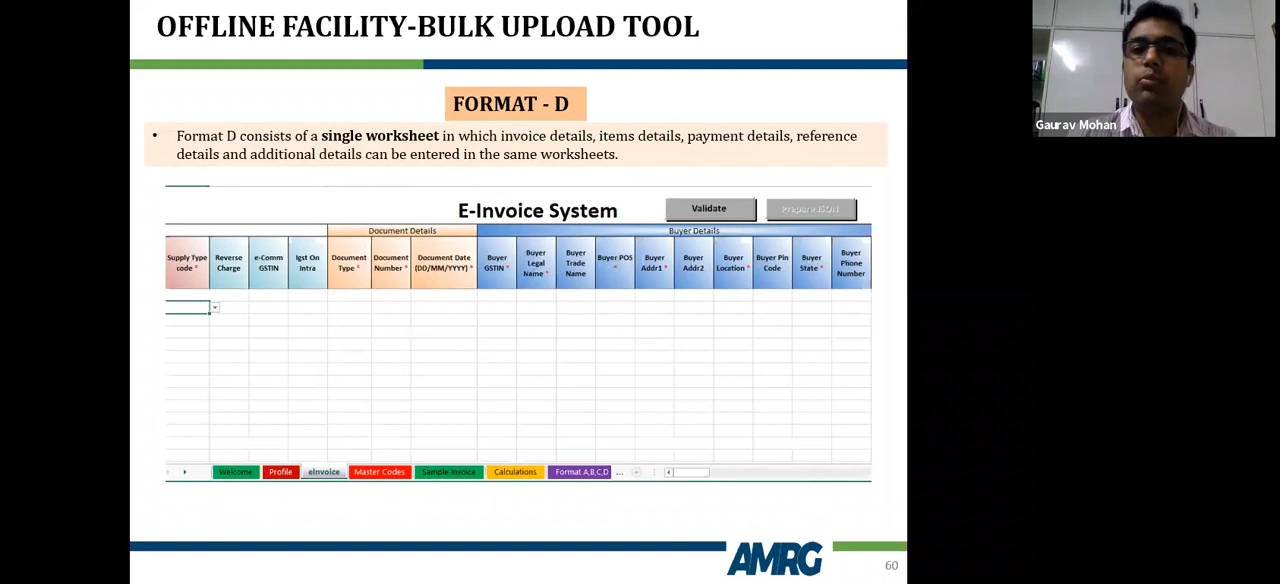 OFFLINE FACILITY-BULK UPLOAD TOOL
Gaurav Mohan
FORMAT - D
• Format D consists of a single worksheet in which invoice details, items details, payment details, reference
details and additional details can be entered in the same worksheets.
E-Invoice System
Validate
Prepare JSON
Document Details
Buyer Details
Supply Type code *
Reverse Charge
e-Comm GSTIN
Igst On Intra
Document Type *
Document Number *
Document Date (DD/MM/YYYY) *
Buyer GSTIN *
Buyer Legal Name *
Buyer Trade Name
Buyer POS *
Buyer Addr1 *
Buyer Addr2
Buyer Location *
Buyer Pin Code
Buyer State *
Buyer Phone Number
Welcome
Profile
eInvoice
Master Codes
Sample Invoice
Calculations
Format A,B,C,D
...
AMRG
60